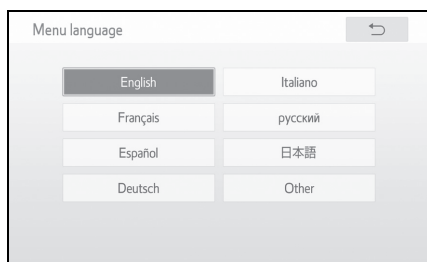 Menu language
English
Italiano
Français
русский
Español
日本語
Deutsch
Other